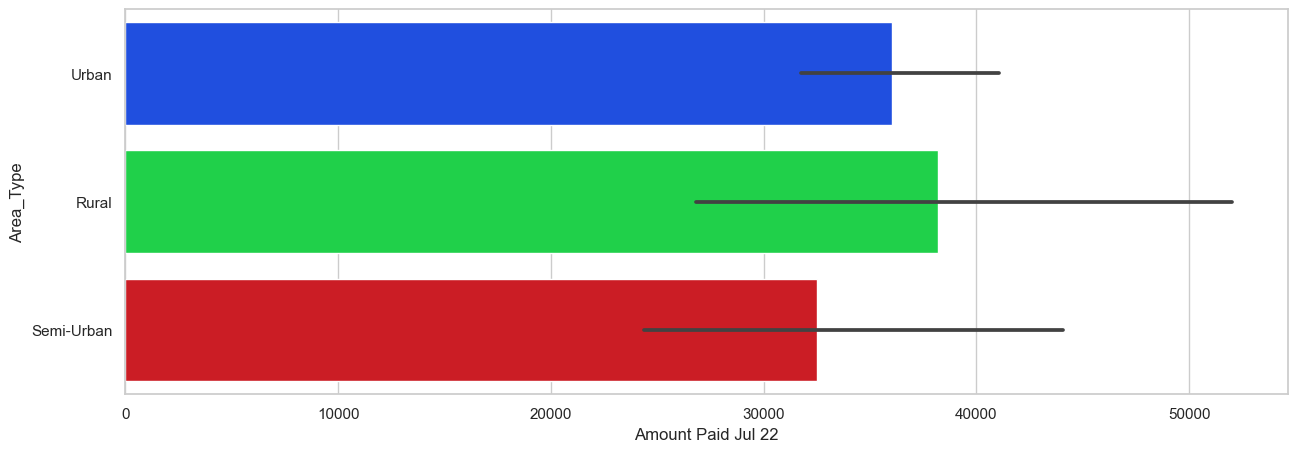 Area_Type
Urban
Rural
Semi-Urban
0 10000 20000 30000 40000 50000
Amount Paid Jul 22